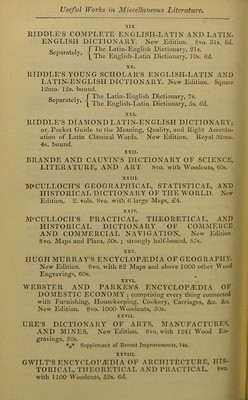 Useful Works in Miscellaneous Literature.
XIX.
RIDDLE'S COMPLETE ENGLISH-LATIN AND LATIN-
ENGLISH DICTIONARY. New Edition. 8vo. 31s. 6d.
Separately, { The Latin-English Dictionary, 21s.
The English-Latin Dictionary, 10s. 6d.
XX.
RIDDLE'S YOUNG SCHOLAR'S ENGLISH-LATIN AND
LATIN-ENGLISH DICTIONARY. New Edition. Square
12mo. 12s. bound.
Separately, { The Latin-English Dictionary, 7s.
The English-Latin Dictionary, 5s. 6d.
XXI.
RIDDLE'S DIAMOND LATIN-ENGLISH DICTIONARY;
or, Pocket Guide to the Meaning, Quality, and Right Accentu-
ation of Latin Classical Words. New Edition. Royal 32mo.
4s. bound.
XXII.
BRANDE AND CAUVIN'S DICTIONARY OF SCIENCE,
LITERATURE, AND ART. 8vo. with Woodcuts, 60s.
XXIII.
McCULLOCH'S GEOGRAPHICAL, STATISTICAL, AND
HISTORICAL DICTIONARY OF THE WORLD. New
Edition. 2. vols. 8vo. with 6 large Maps, £4.
XXIV.
McCULLOCH'S PRACTICAL, THEORETICAL, AND
HISTORICAL DICTIONARY OF COMMERCE
AND COMMERCIAL NAVIGATION. New Edition
8vo. Maps and Plans, 50s. ; strongly half-bound, 55s.
XXV.
HUGH MURRAY'S ENCYCLOPÆDIA OF GEOGRAPHY.
New Edition. 8vo. with 82 Maps and above 1000 other Wood
Engravings, 60s.
XXVI.
WEBSTER AND PARKES'S ENCYCLOPÆDIA OF
DOMESTIC ECONOMY ; comprising every thing connected
with Furnishing, Housekeeping, Cookery, Carriages, &c. &c.
New Edition. 8vo. 1000 Woodcuts, 50s.
XXVII.
URE'S DICTIONARY OF ARTS, MANUFACTURES,
AND MINES. New Edition. 8vo. with 1241 Wood En-
gravings, 50s.
*** Supplement of Recent Improvements, 14s.
XXVIII.
GWILT'S ENCYCLOPÆDIA OF ARCHITECTURE, HIS-
TORICAL, THEORETICAL AND PRACTICAL. 8vo.
with 1100 Woodcuts, 52s. 6d.